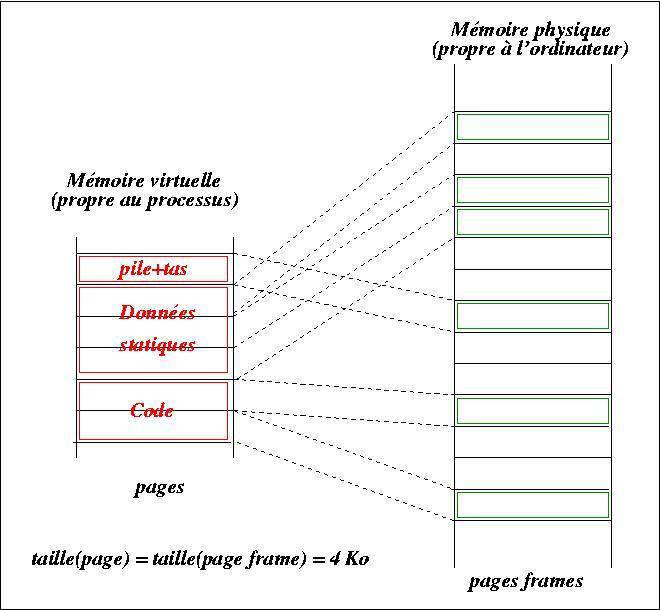 Mémoire physique
(propre à l'ordinateur)
Mémoire virtuelle
(propre au processus)
pile+tas
Données
statiques
Code
pages
taille(page) = taille(page frame) = 4 Ko
pages frames